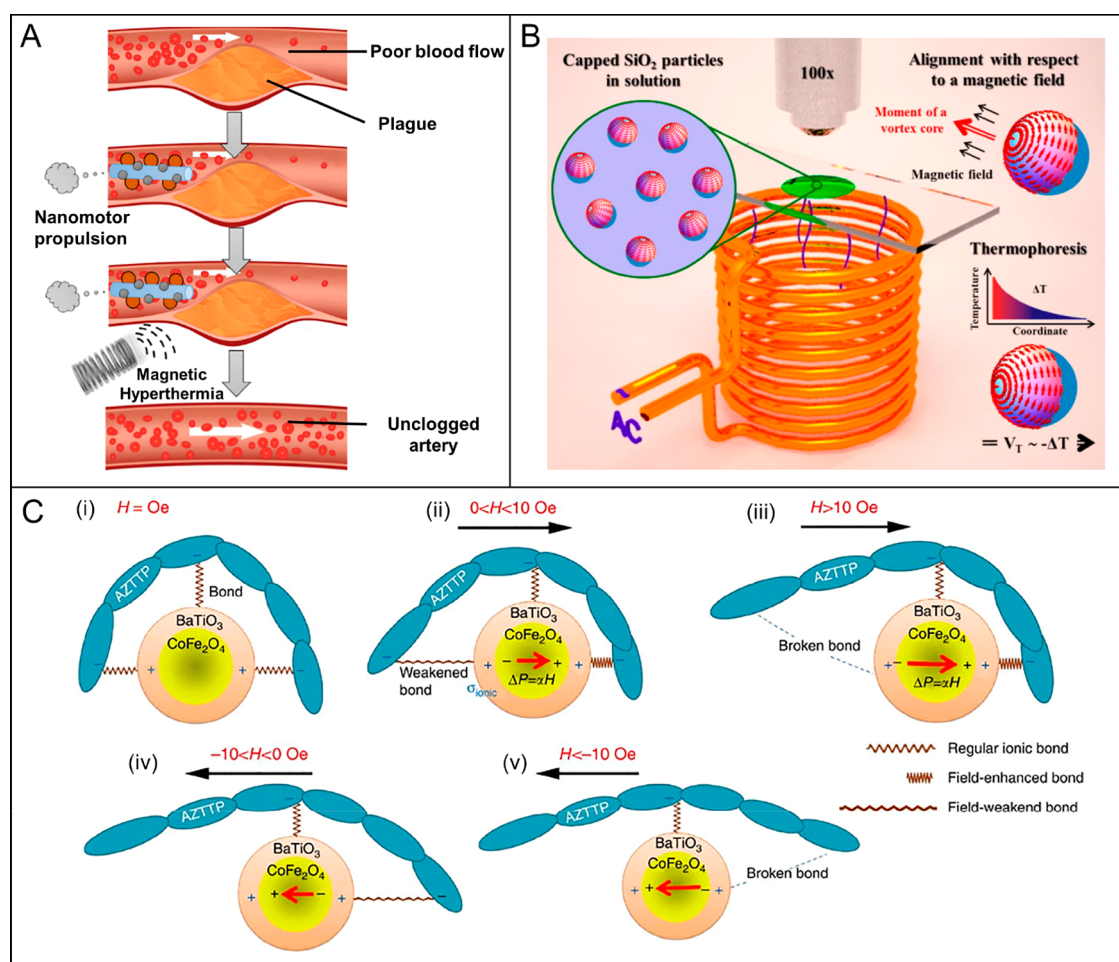 A
Poor blood flow
Plague
Nanomotor
propulsion
Magnetic
Hyperthermia
Unclogged
artery
B
Capped SiO₂ particles
in solution
100x
Alignment with respect
to a magnetic field
Moment of a
vortex core
Magnetic field
Thermophoresis
Temperature
ΔT
Coordinate
AC
= V_T ~ -ΔT
C
(i)
H = Oe
AZTTP
−
Bond
BaTiO₃
CoFe₂O₄
− + + −
(ii)
0<H<10 Oe
AZTTP
−
BaTiO₃
CoFe₂O₄
− + − + + −
Weakened
bond
σionic
ΔP=αH
(iii)
H>10 Oe
AZTTP
−
BaTiO₃
CoFe₂O₄
Broken bond
+ − + + −
ΔP=αH
(iv)
−10<H<0 Oe
AZTTP
−
BaTiO₃
CoFe₂O₄
+ + − + −
(v)
H<−10 Oe
AZTTP
−
BaTiO₃
CoFe₂O₄
+ + − +
Broken bond
Regular ionic bond
Field-enhanced bond
Field-weakend bond